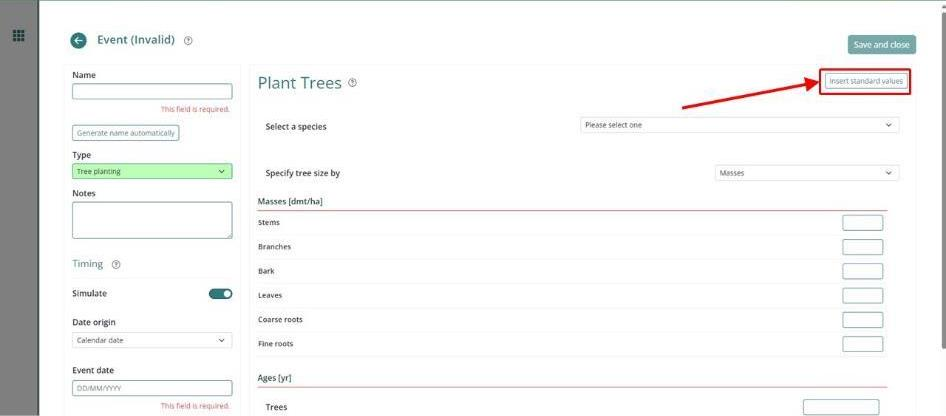 Event (Invalid) ?
Save and close
Name
This field is required.
Generate name automatically
Type
Tree planting
Notes
Timing ?
Simulate
Date origin
Calendar date
Event date
DD/MM/YYYY
This field is required.
Plant Trees ?
Insert standard values
Select a species
Please select one
Specify tree size by
Masses
Masses [dmt/ha]
Stems
Branches
Bark
Leaves
Coarse roots
Fine roots
Ages [yr]
Trees